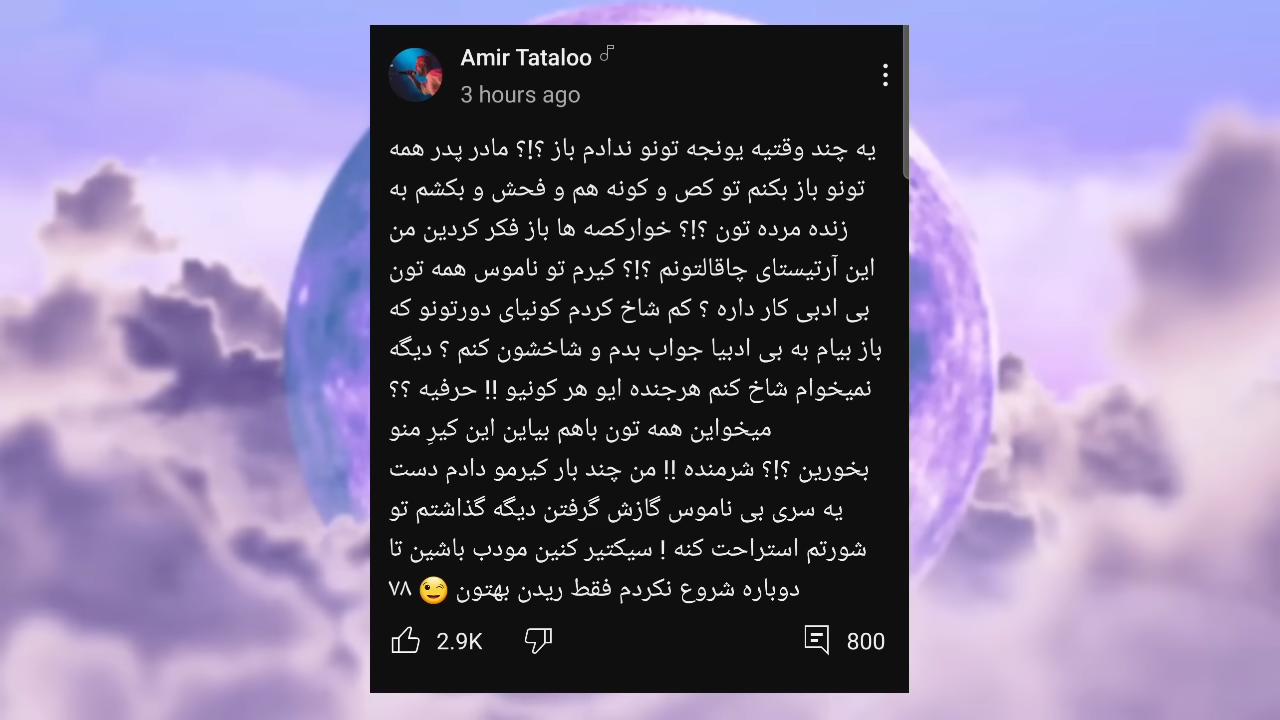 Amir Tataloo
3 hours ago
یه چند وقتیه یونجه تونو ندادم باز ؟!؟ مادر پدر همه
تونو باز بکنم تو کص و کونه هم و فحش و بکشم به
زنده مرده تون ؟!؟ خوارکصه ها باز فکر کردین من
این آرتیستای چاقالتونم ؟!؟ کیرم تو ناموس همه تون
بی ادبی کار داره ؟ کم شاخ کردم کونیای دورتونو که
باز بیام به بی ادبیا جواب بدم و شاخشون کنم ؟ دیگه
نمیخوام شاخ کنم هرجنده ایو هر کونیو !! حرفیه ؟؟
میخواین همه تون باهم بیاین این کیرِ منو
بخورین ؟!؟ شرمنده !! من چند بار کیرمو دادم دست
یه سری بی ناموس گازش گرفتن دیگه گذاشتم تو
شورتم استراحت کنه ! سیکتیر کنین مودب باشین تا
دوباره شروع نکردم فقط ریدن بهتون 😉 ۷۸
2.9K
800